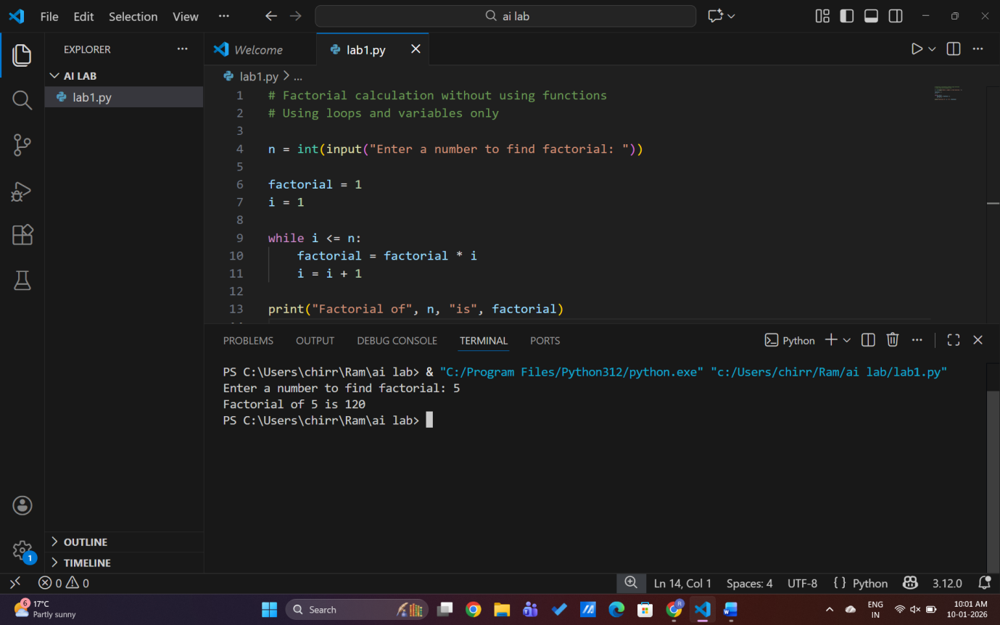 File Edit Selection View ... ai lab
EXPLORER ...
AI LAB
lab1.py
Welcome
lab1.py
lab1.py > ...
1 # Factorial calculation without using functions
2 # Using loops and variables only
3
4 n = int(input("Enter a number to find factorial: "))
5
6 factorial = 1
7 i = 1
8
9 while i <= n:
10 factorial = factorial * i
11 i = i + 1
12
13 print("Factorial of", n, "is", factorial)
PROBLEMS OUTPUT DEBUG CONSOLE TERMINAL PORTS Python
PS C:\Users\chirr\Ram\ai lab> & "C:/Program Files/Python312/python.exe" "c:/Users/chirr/Ram/ai lab/lab1.py"
Enter a number to find factorial: 5
Factorial of 5 is 120
PS C:\Users\chirr\Ram\ai lab>
OUTLINE
TIMELINE
1
0 0 Ln 14, Col 1 Spaces: 4 UTF-8 { } Python 3.12.0
6 17°C
Partly sunny
Search
ENG
IN
10:01 AM
10-01-2026